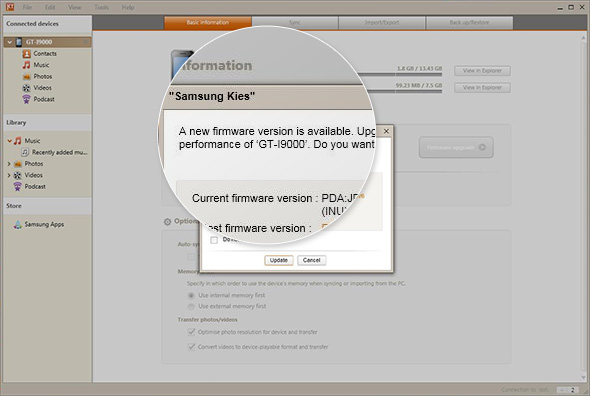 File Edit View Tools Help
Connected devices
GT-I9000
Contacts
Music
Photos
Videos
Podcast
Library
Music
Recently added mu...
Photos
Videos
Podcast
Store
Samsung Apps
Basic information Sync Import/Export Back up/Restore
nformation
1.8 GB / 13.43 GB View in Explorer
99.23 MB / 7.5 GB View in Explorer
"Samsung Kies"
A new firmware version is available. Upg
performance of 'GT-I9000'. Do you want
Firmware upgrade
Current firmware version : PDA:JP
(INU
est firmware version :
Option
Auto-sy
Do no
Update Cancel
Memory
Specify in which order to use the device's memory when syncing or importing from the PC.
Use internal memory first
Use external memory first
Transfer photos/videos
Optimise photo resolution for device and transfer
Convert videos to device-playable format and transfer